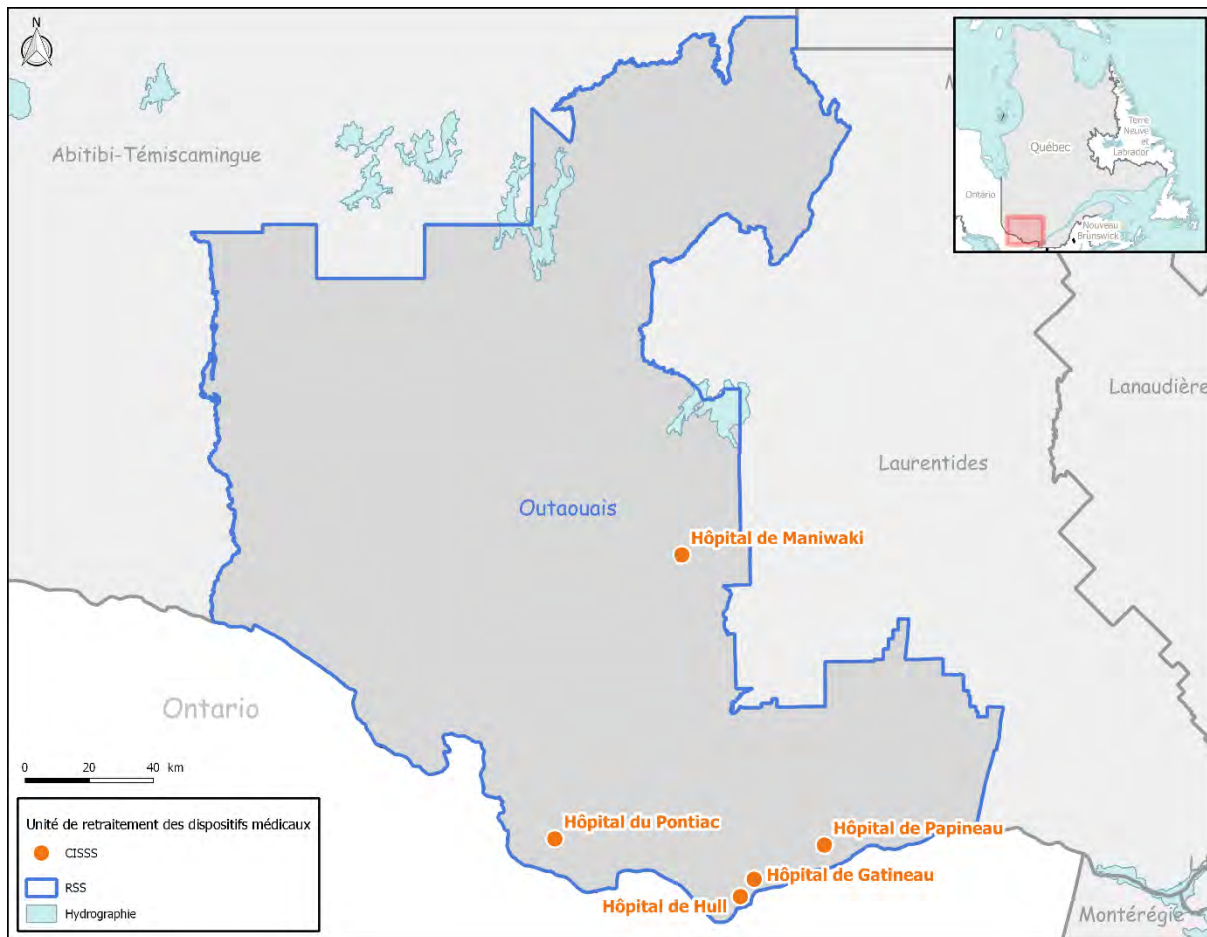 N
Abitibi-Témiscamingue
Québec
Terre
Neuve
et
Labrador
Ontario
Nouveau
Brunswick
Lanaudière
Laurentides
Outaouais
Hôpital de Maniwaki
Ontario
0 20 40 km
Hôpital du Pontiac
Hôpital de Papineau
Hôpital de Gatineau
Hôpital de Hull
Montérégie
Unité de retraitement des dispositifs médicaux
CISSS
RSS
Hydrographie